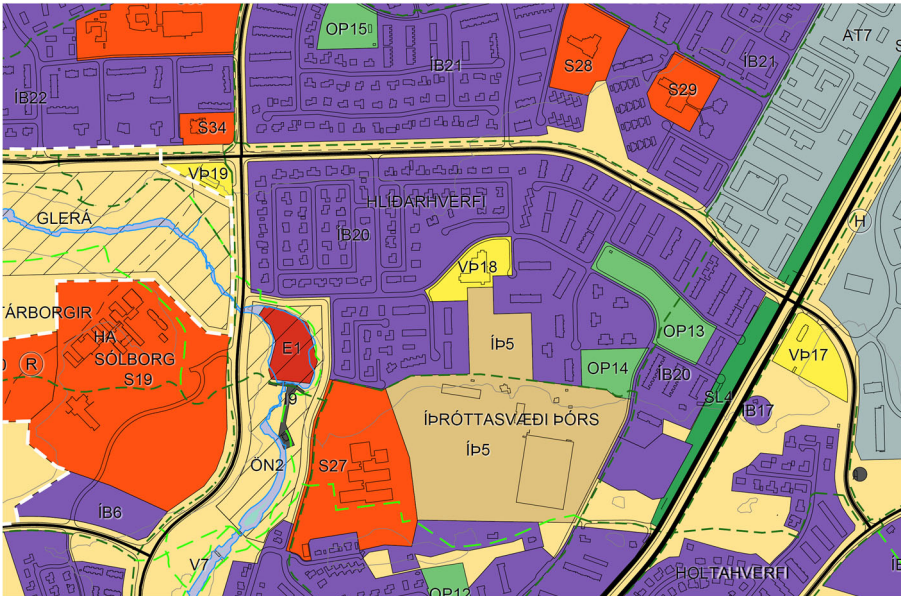 OP15
ÍB21
S28
ÍB21
AT7
S29
ÍB22
S34
VÞ19
GLERÁ
HLÍÐARHVERFI
ÍB20
VÞ18
H
OP13
TÁRBORGIR
HA
SÓLBORG
S19
R
E1
ÍÞ5
OP14
ÍB20
VÞ17
I9
SL4
ÍB17
ÍÞRÓTTASVÆÐI ÞÓRS
ÍÞ5
ÖN2
S27
ÍB6
V7
HOLTAHVERFI
OP12